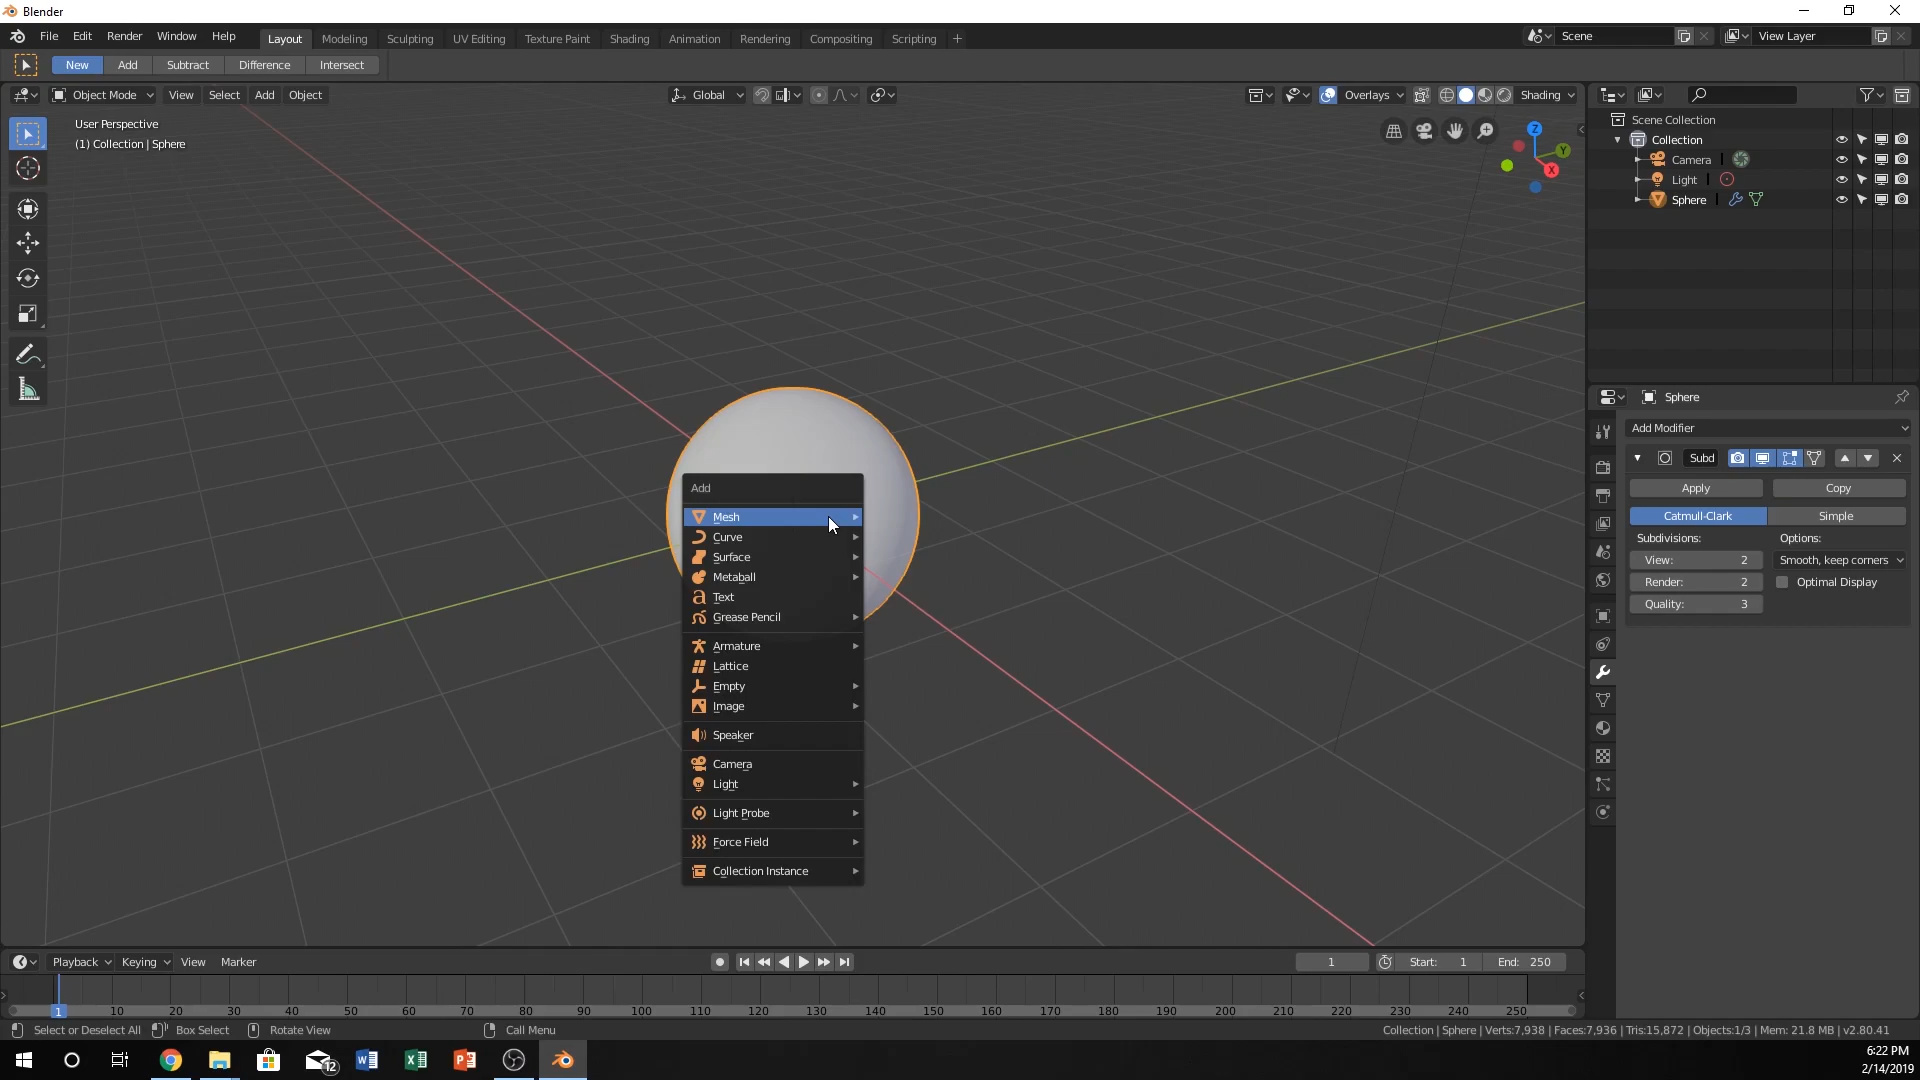 Blender
File Edit Render Window Help Layout Modeling Sculpting UV Editing Texture Paint Shading Animation Rendering Compositing Scripting + Scene View Layer
New Add Subtract Difference Intersect
Object Mode View Select Add Object Global Overlays Shading
User Perspective
(1) Collection | Sphere
Z
Y
X
Scene Collection
Collection
Camera
Light
Sphere
Sphere
Add Modifier
Subd
Apply Copy
Catmull-Clark Simple
Subdivisions: Options:
View: 2 Smooth, keep corners
Render: 2 Optimal Display
Quality: 3
Add
Mesh
Curve
Surface
Metaball
Text
Grease Pencil
Armature
Lattice
Empty
Image
Speaker
Camera
Light
Light Probe
Force Field
Collection Instance
Playback Keying View Marker 1 Start: 1 End: 250
1 10 20 30 40 50 60 70 80 90 100 110 120 130 140 150 160 170 180 190 200 210 220 230 240 250
Select or Deselect All Box Select Rotate View Call Menu Collection | Sphere | Verts:7,938 | Faces:7,936 | Tris:15,872 | Objects:1/3 | Mem: 21.8 MB | v2.80.41
12
6:22 PM
2/14/2019